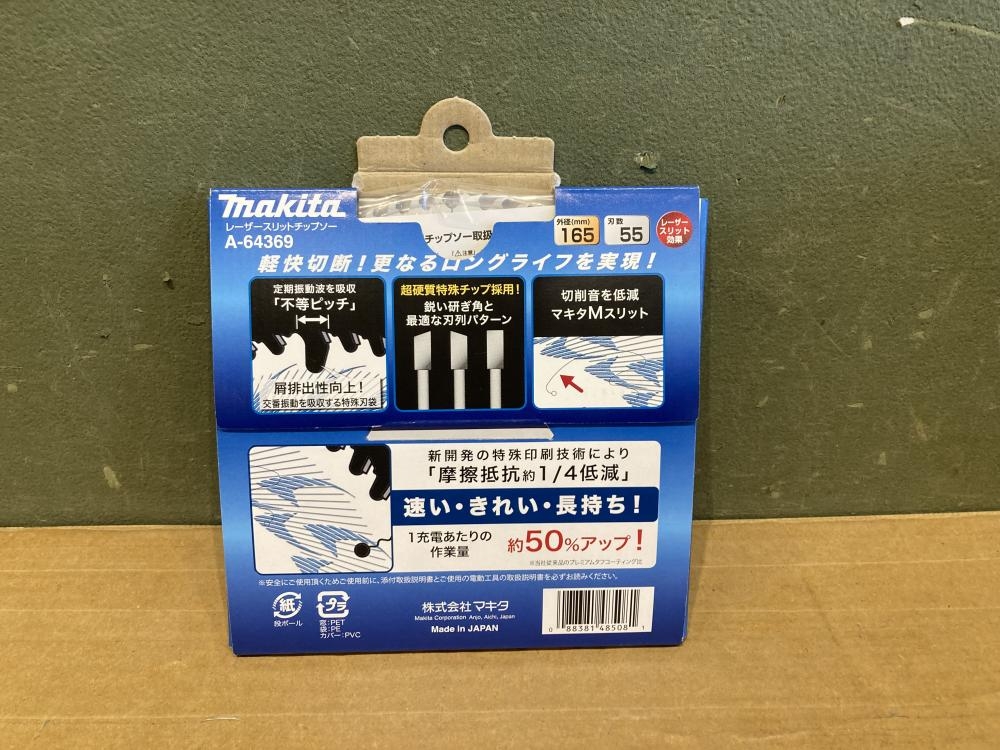 makita
レーザースリットチップソー
A-64369
チップソー取扱
外径(mm)
165
刃数
55
レーザー
スリット
効果
軽快切断！更なるロングライフを実現！
定期振動波を吸収
「不等ピッチ」
屑排出性向上！
交番振動を吸収する特殊刃袋
超硬質特殊チップ採用！
鋭い研ぎ角と
最適な刃列パターン
切削音を低減
マキタMスリット
新開発の特殊印刷技術により
「摩擦抵抗約1/4低減」
速い・きれい・長持ち！
1充電あたりの
作業量
約50%アップ！
※当社従来品のプレミアムタフコーティング比
※安全にご使用頂くためご使用前に、添付取扱説明書とご使用の電動工具の取扱説明書を必ずお読みください。
紙
段ボール
プラ
窓:PET
袋:PE
カバー:PVC
株式会社マキタ
Makita Corporation Anjo, Aichi, Japan
Made in JAPAN
0 88381 48508 1